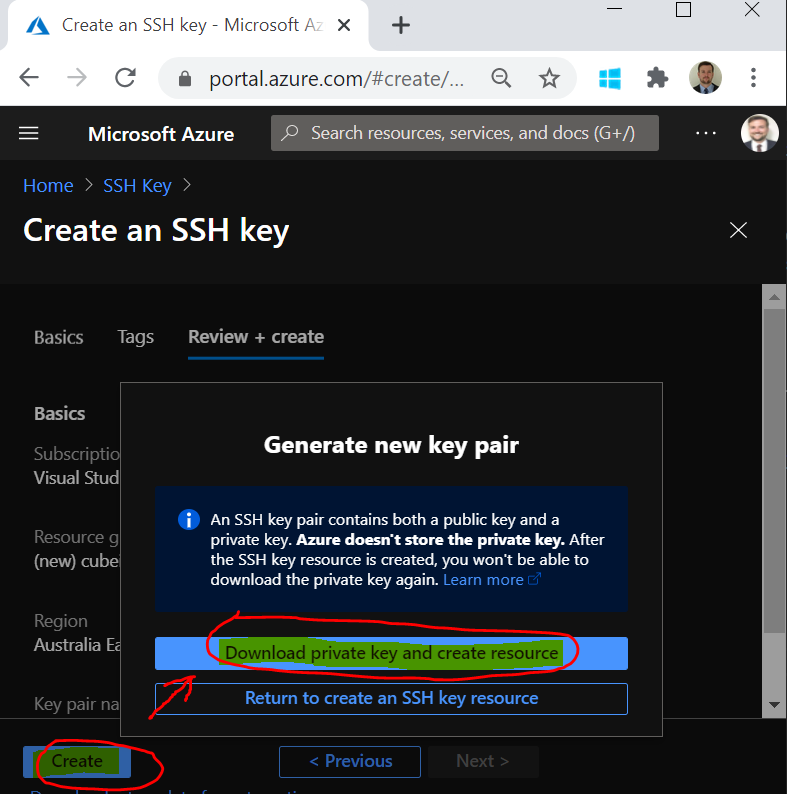 Create an SSH key - Microsoft Az
portal.azure.com/#create/...
Microsoft Azure
Search resources, services, and docs (G+/)
Home > SSH Key >
Create an SSH key
Basics Tags Review + create
Basics
Subscriptio
Visual Stud
Resource g
(new) cube
Region
Australia Ea
Key pair na
Generate new key pair
An SSH key pair contains both a public key and a
private key. Azure doesn't store the private key. After
the SSH key resource is created, you won't be able to
download the private key again. Learn more
Download private key and create resource
Return to create an SSH key resource
Create < Previous Next >